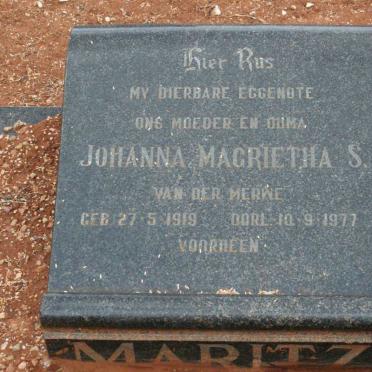 Hier Rus
MY DIERBARE EGGENOTE
ONS MOEDER EN OUMA
JOHANNA MAGRIETHA S.
VAN DER MERWE
GEB. 27-5-1919 OORL. 10-9-1977
VOORHEEN
MARITZ